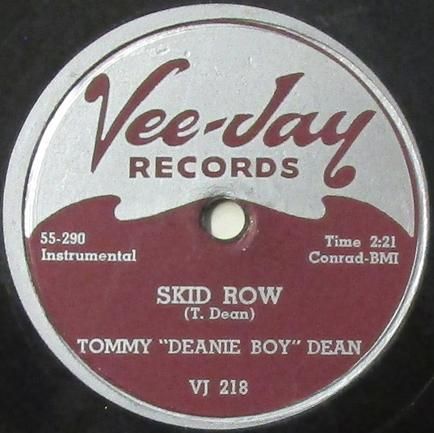 Vee-Jay
RECORDS
55-290
Instrumental
Time 2:21
Conrad-BMI
SKID ROW
(T. Dean)
TOMMY "DEANIE BOY" DEAN
VJ 218